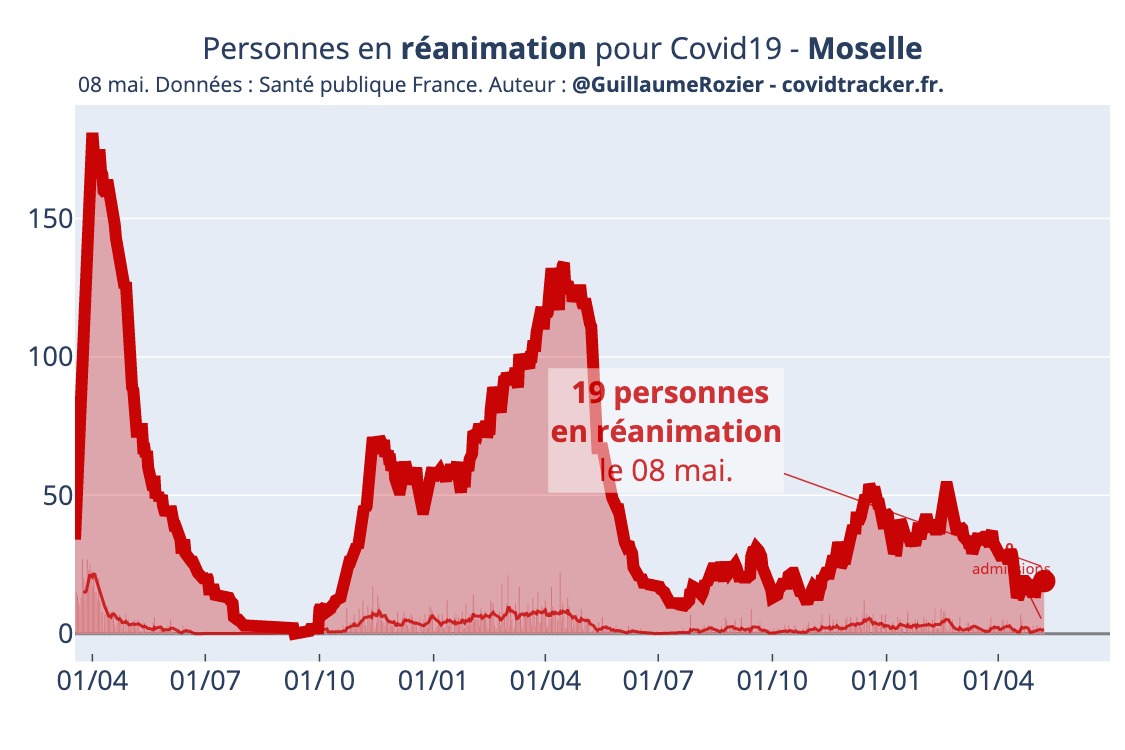 Personnes en réanimation pour Covid19 - Moselle
08 mai. Données : Santé publique France. Auteur : @GuillaumeRozier - covidtracker.fr.
150
100
50
0
19 personnes
en réanimation
le 08 mai.
admissions
01/04 01/07 01/10 01/01 01/04 01/07 01/10 01/01 01/04